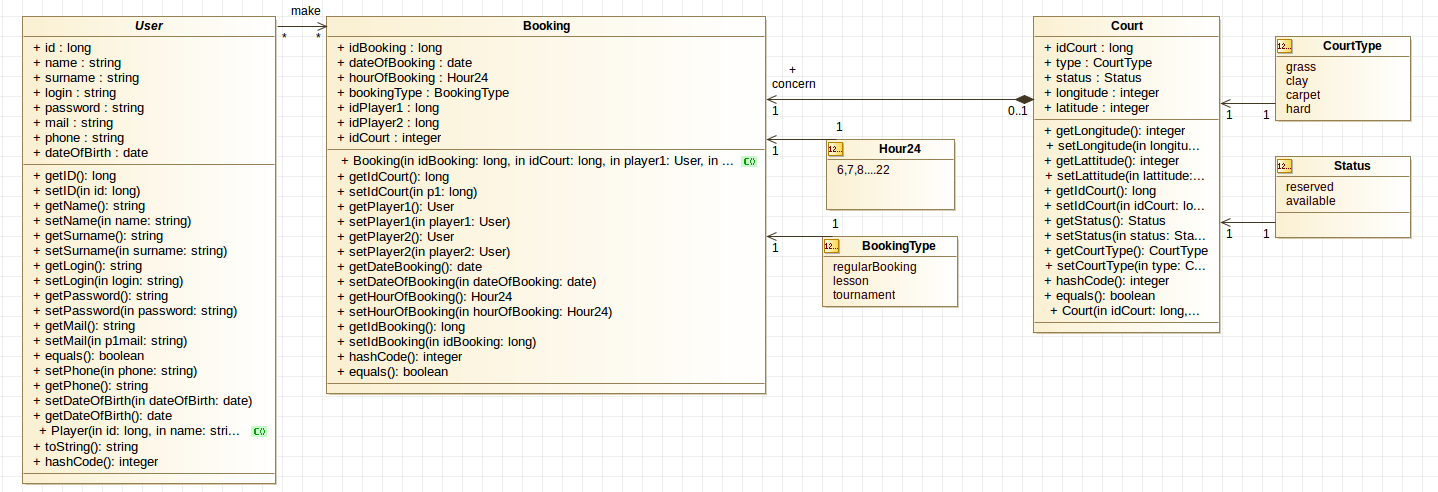 User
+ id : long
+ name : string
+ surname : string
+ login : string
+ password : string
+ mail : string
+ phone : string
+ dateOfBirth : date
+ getID(): long
+ setID(in id: long)
+ getName(): string
+ setName(in name: string)
+ getSurname(): string
+ setSurname(in surname: string)
+ getLogin(): string
+ setLogin(in login: string)
+ getPassword(): string
+ setPassword(in password: string)
+ getMail(): string
+ setMail(in p1mail: string)
+ equals(): boolean
+ setPhone(in phone: string)
+ getPhone(): string
+ setDateOfBirth(in dateOfBirth: date)
+ getDateOfBirth(): date
+ Player(in id: long, in name: stri... C()
+ toString(): string
+ hashCode(): integer
make
*
*
Booking
+ idBooking : long
+ dateOfBooking : date
+ hourOfBooking : Hour24
+ bookingType : BookingType
+ idPlayer1 : long
+ idPlayer2 : long
+ idCourt : integer
+ Booking(in idBooking: long, in idCourt: long, in player1: User, in ... C()
+ getIdCourt(): long
+ setIdCourt(in p1: long)
+ getPlayer1(): User
+ setPlayer1(in player1: User)
+ getPlayer2(): User
+ setPlayer2(in player2: User)
+ getDateBooking(): date
+ setDateOfBooking(in dateOfBooking: date)
+ getHourOfBooking(): Hour24
+ setHourOfBooking(in hourOfBooking: Hour24)
+ getIdBooking(): long
+ setIdBooking(in idBooking: long)
+ hashCode(): integer
+ equals(): boolean
+
concern
1
0..1
1
1
12... Hour24
6,7,8....22
1
1
12... BookingType
regularBooking
lesson
tournament
Court
+ idCourt : long
+ type : CourtType
+ status : Status
+ longitude : integer
+ latitude : integer
+ getLongitude(): integer
+ setLongitude(in longitu...
+ getLattitude(): integer
+ setLattitude(in lattitude:...
+ getIdCourt(): long
+ setIdCourt(in idCourt: lo...
+ getStatus(): Status
+ setStatus(in status: Sta...
+ getCourtType(): CourtType
+ setCourtType(in type: C...
+ hashCode(): integer
+ equals(): boolean
+ Court(in idCourt: long,...
1
1
12... CourtType
grass
clay
carpet
hard
1
1
12... Status
reserved
available